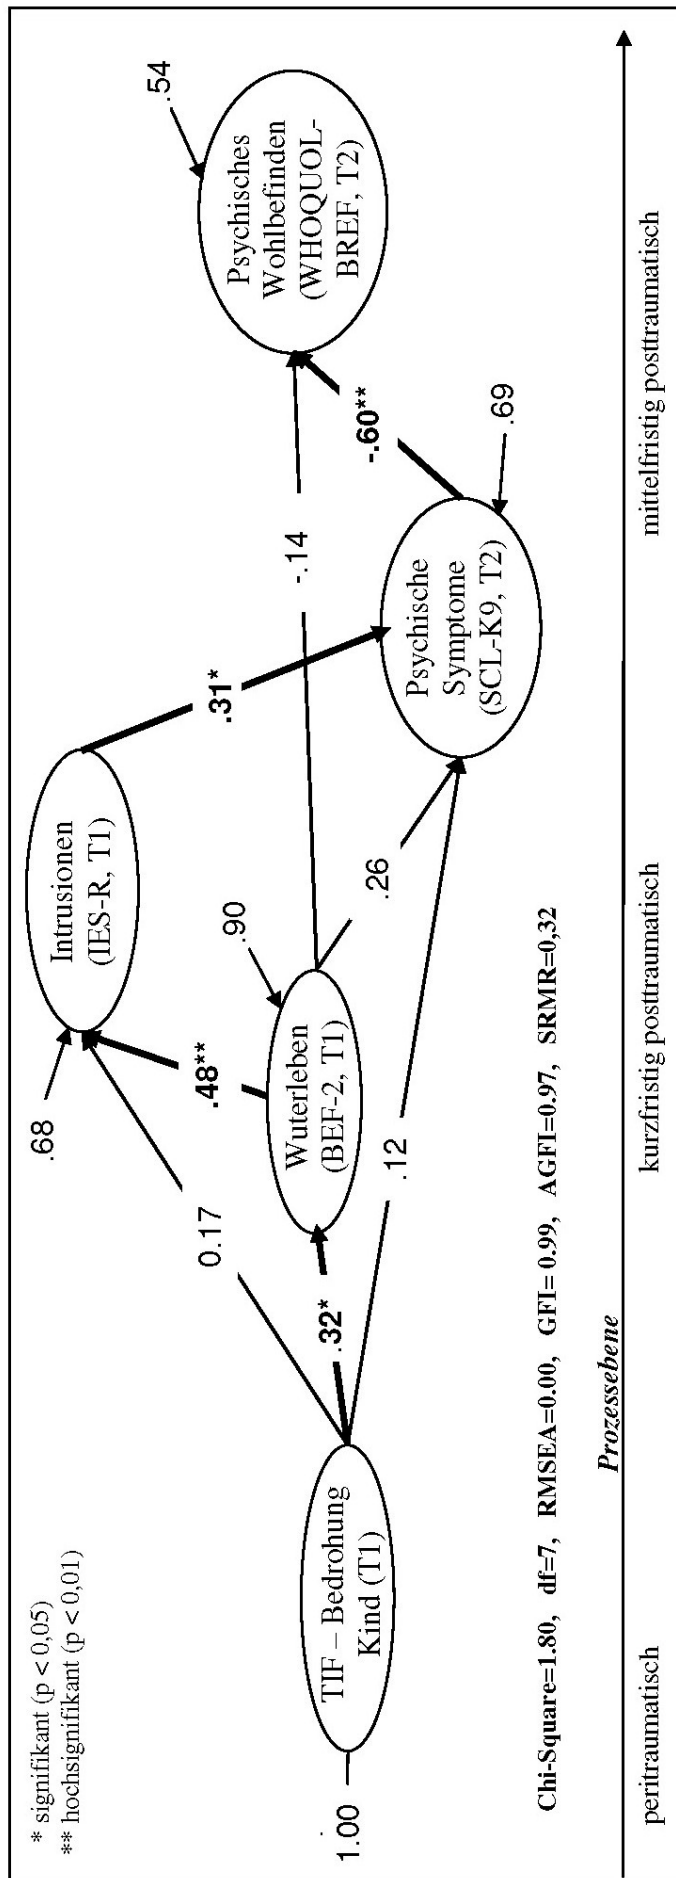 * signifikant (p < 0,05)
** hochsignifikant (p < 0,01)
.68
Intrusionen
(IES-R, T1)
.54
Psychisches
Wohlbefinden
(WHOQUOL-
BREF, T2)
0.17
.48**
.90
.31*
-.14
-.60**
1.00
TIF – Bedrohung
Kind (T1)
.32*
Wuterleben
(BEF-2, T1)
.26
Psychische
Symptome
(SCL-K9, T2)
.69
.12
Chi-Square=1.80, df=7, RMSEA=0.00, GFI= 0.99, AGFI=0.97, SRMR=0,32
Prozessebene
peritraumatisch
kurzfristig posttraumatisch
mittelfristig posttraumatisch